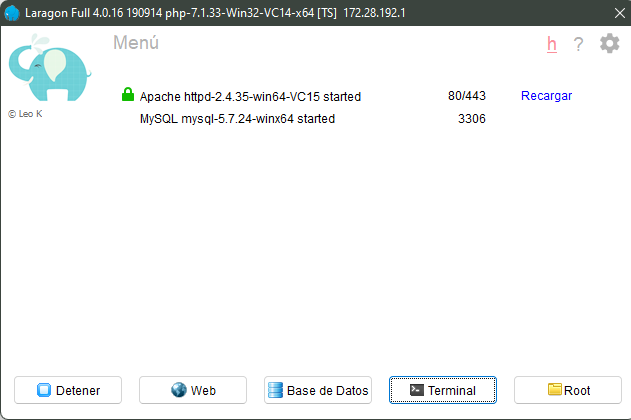 Laragon Full 4.0.16 190914 php-7.1.33-Win32-VC14-x64 [TS] 172.28.192.1
Menú
h ?
© Leo K
Apache httpd-2.4.35-win64-VC15 started 80/443 Recargar
MySQL mysql-5.7.24-winx64 started 3306
Detener Web Base de Datos Terminal Root